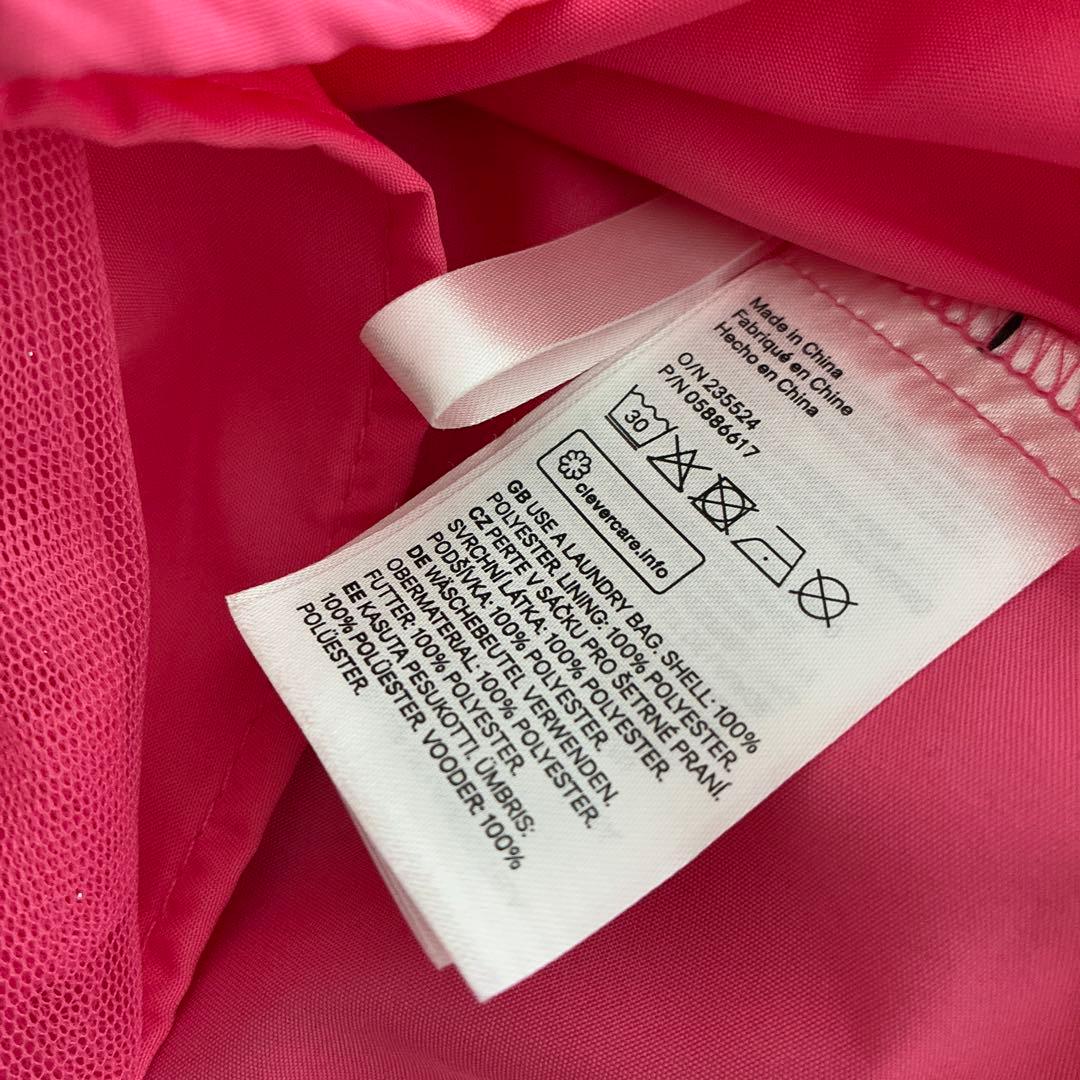 Made in China
Fabriqué en Chine
Hecho en China
O/N 235524
P/N 05886617
30
clevercare.info
GB USE A LAUNDRY BAG. SHELL: 100%
POLYESTER. LINING: 100% POLYESTER.
CZ PERTE V SÁČKU PRO ŠETRNÉ PRANÍ.
SVRCHNÍ LÁTKA: 100% POLYESTER.
PODŠÍVKA: 100% POLYESTER.
DE WÄSCHEBEUTEL VERWENDEN.
OBERMATERIAL: 100% POLYESTER.
FUTTER: 100% POLYESTER.
EE KASUTA PESUKOTTI. ÜMBRIS:
100% POLÜESTER. VOODER: 100%
POLÜESTER.